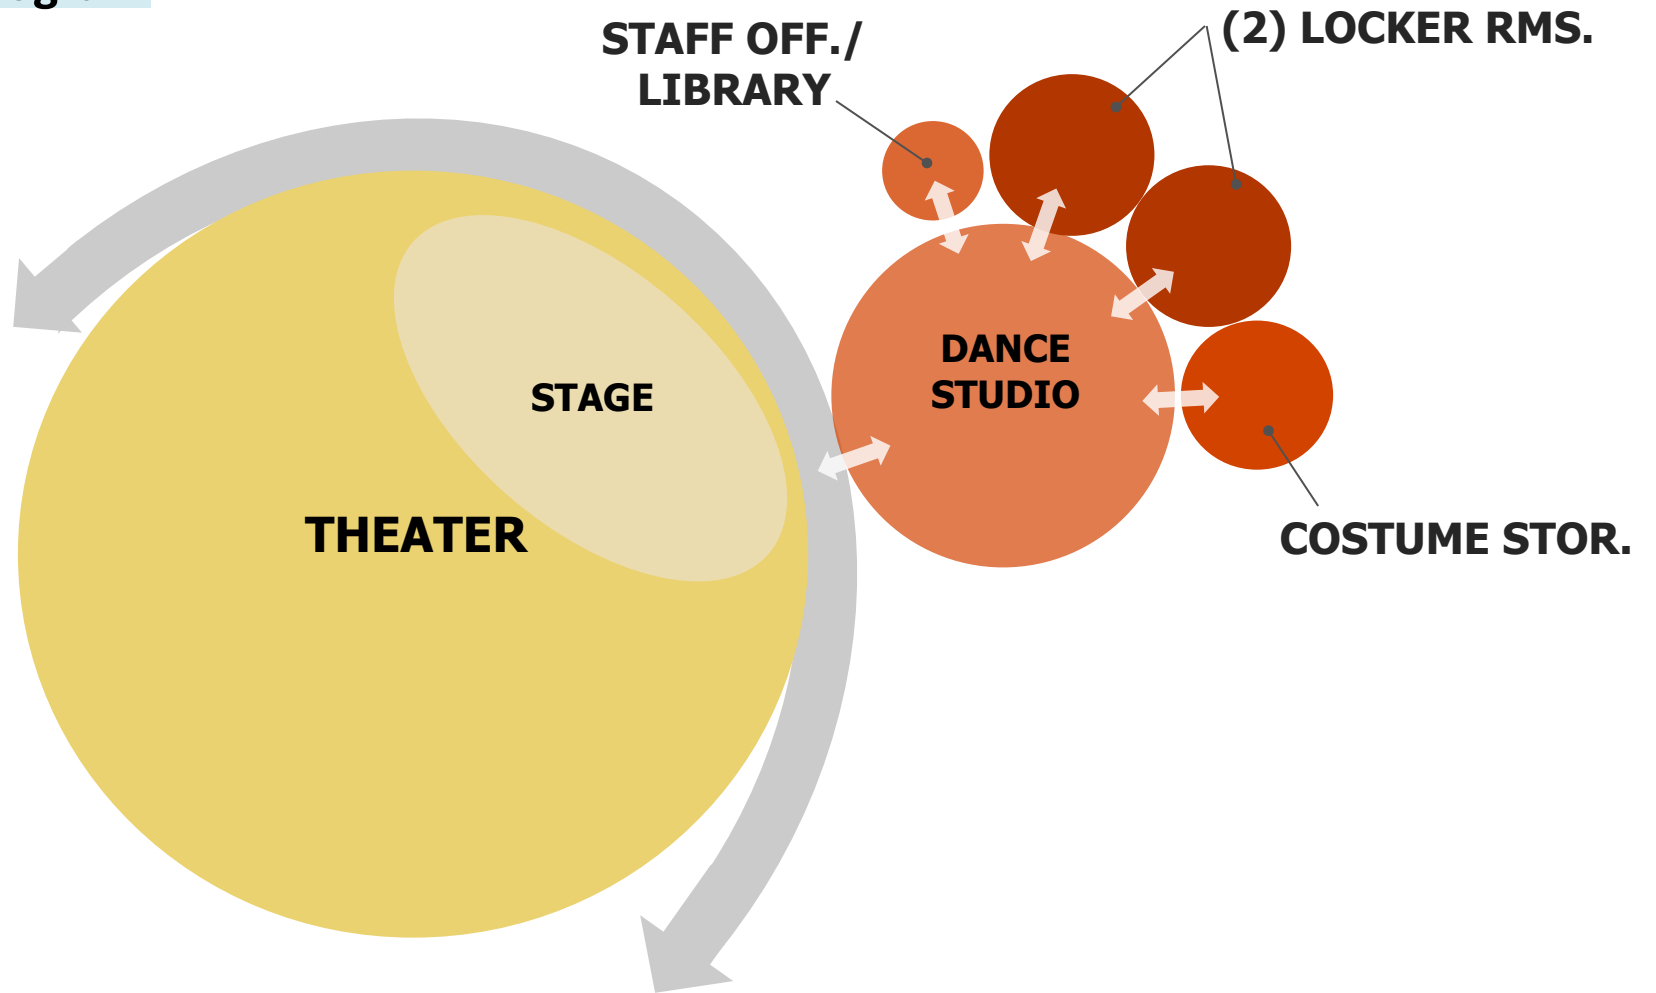 STAFF OFF./
LIBRARY
(2) LOCKER RMS.
DANCE
STUDIO
STAGE
THEATER
COSTUME STOR.